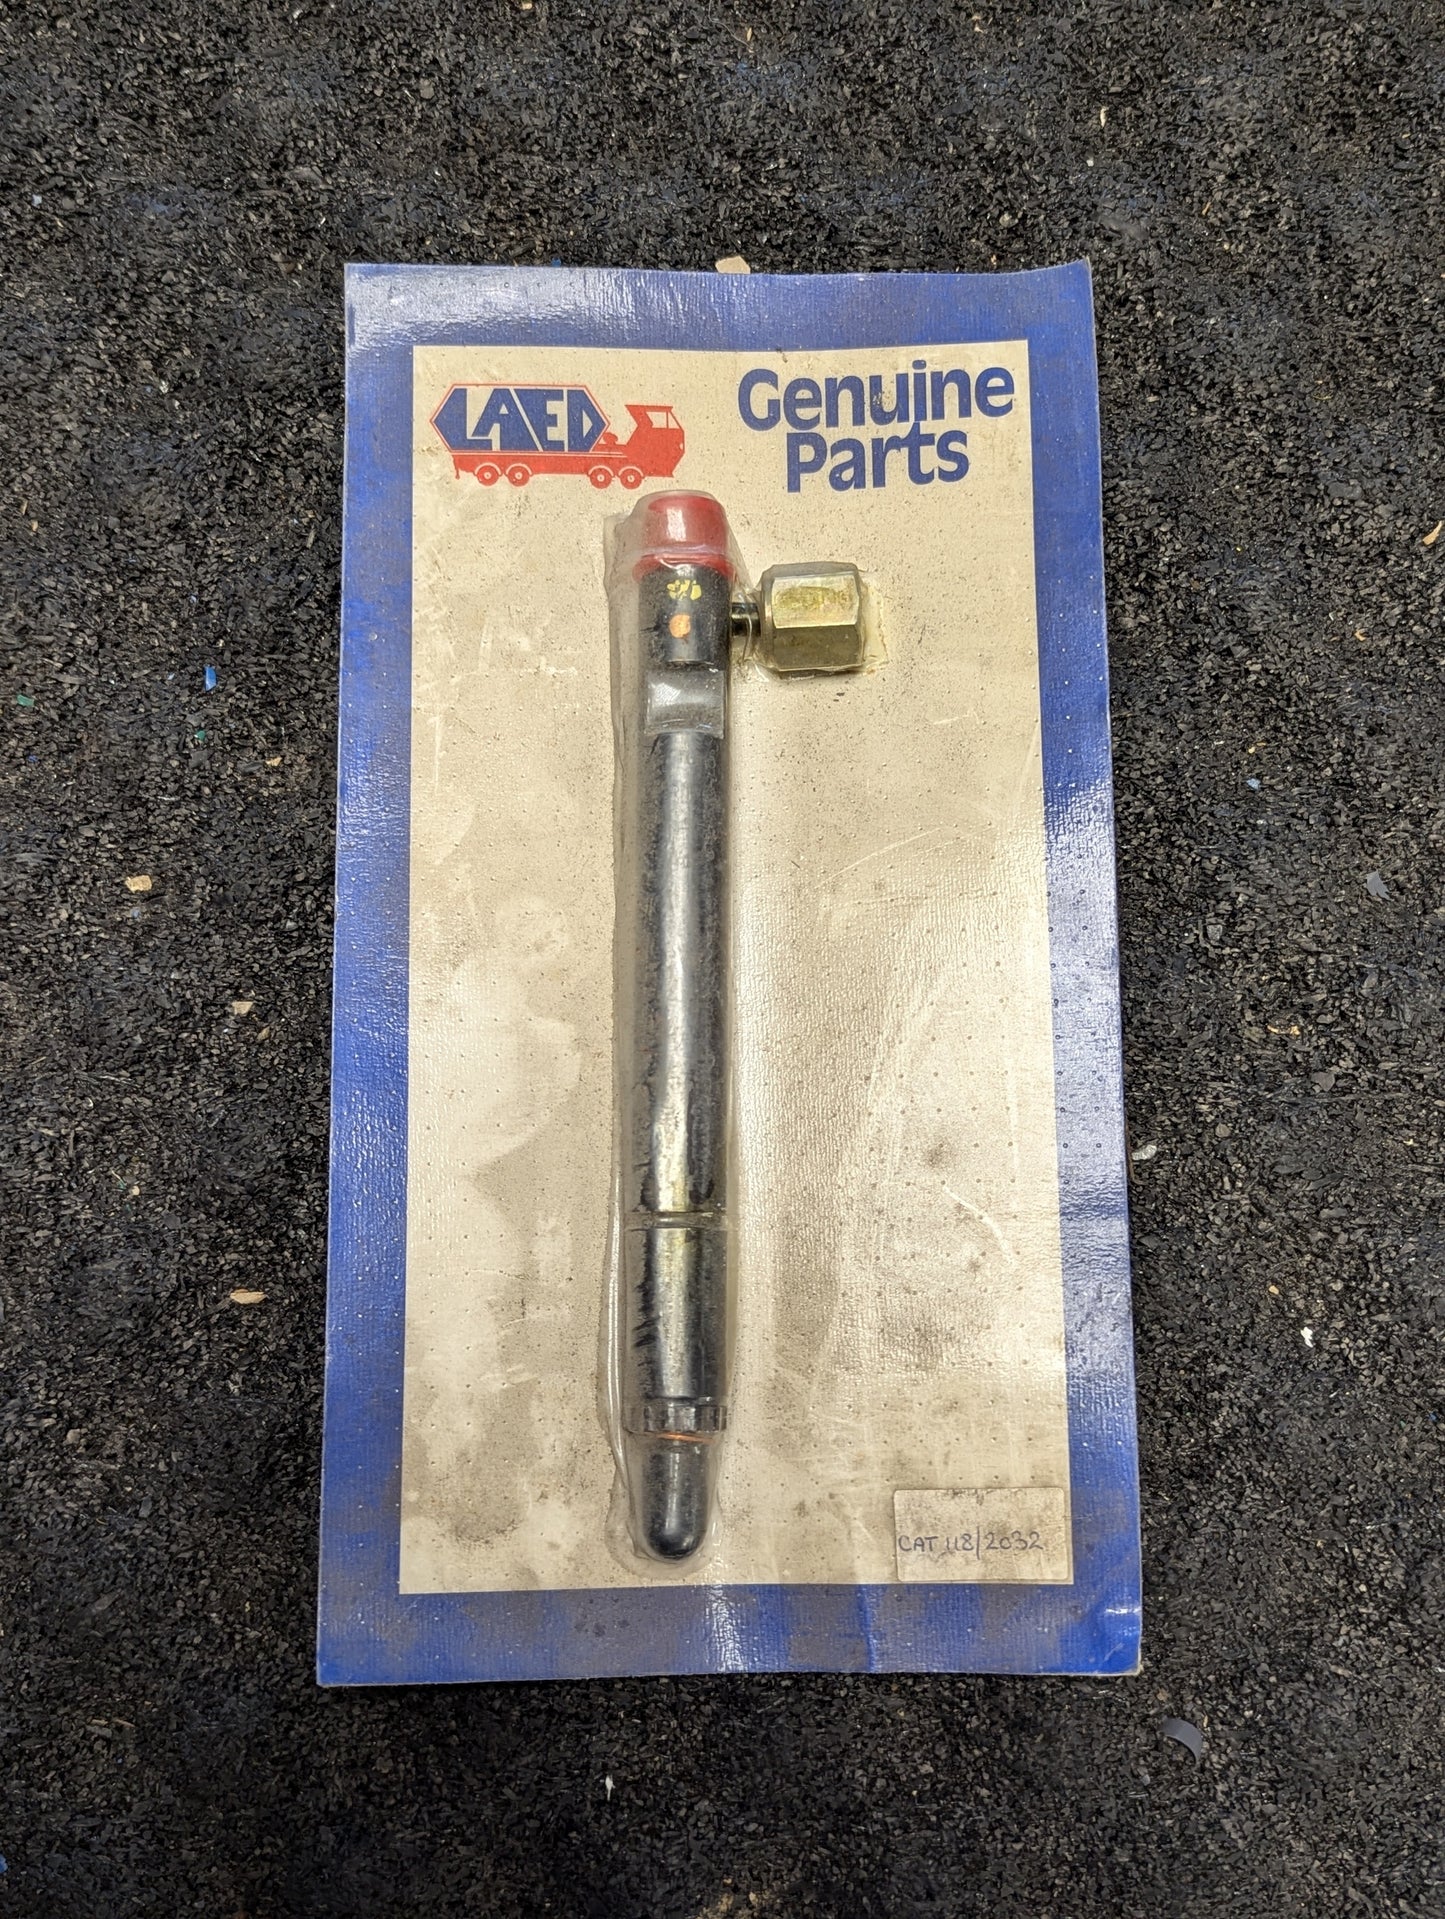 LAED
Genuine
Parts
CAT 118/2032